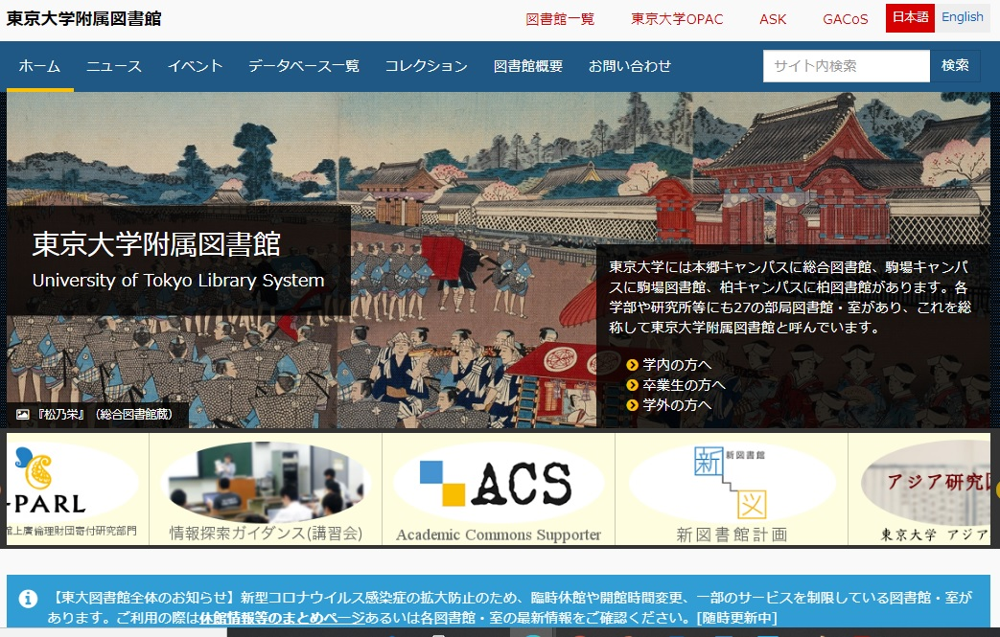 東京大学附属図書館
図書館一覧 東京大学OPAC ASK GACoS 日本語 English
ホーム ニュース イベント データベース一覧 コレクション 図書館概要 お問い合わせ サイト内検索 検索
東京大学附属図書館
University of Tokyo Library System
東京大学には本郷キャンパスに総合図書館、駒場キャンパ
スに駒場図書館、柏キャンパスに柏図書館があります。各
学部や研究所等にも27の部局図書館・室があり、これを総
称して東京大学附属図書館と呼んでいます。
学内の方へ
卒業生の方へ
学外の方へ
『松乃栄』（総合図書館蔵）
-PARL
上廣倫理財団寄付研究部門
情報探索ガイダンス(講習会)
ACS
Academic Commons Supporter
新 新図書館
図
新図書館計画
アジア研究
東京大学 アジア
【東大図書館全体のお知らせ】新型コロナウイルス感染症の拡大防止のため、臨時休館や開館時間変更、一部のサービスを制限している図書館・室が
あります。ご利用の際は休館情報等のまとめページあるいは各図書館・室の最新情報をご確認ください。[随時更新中]